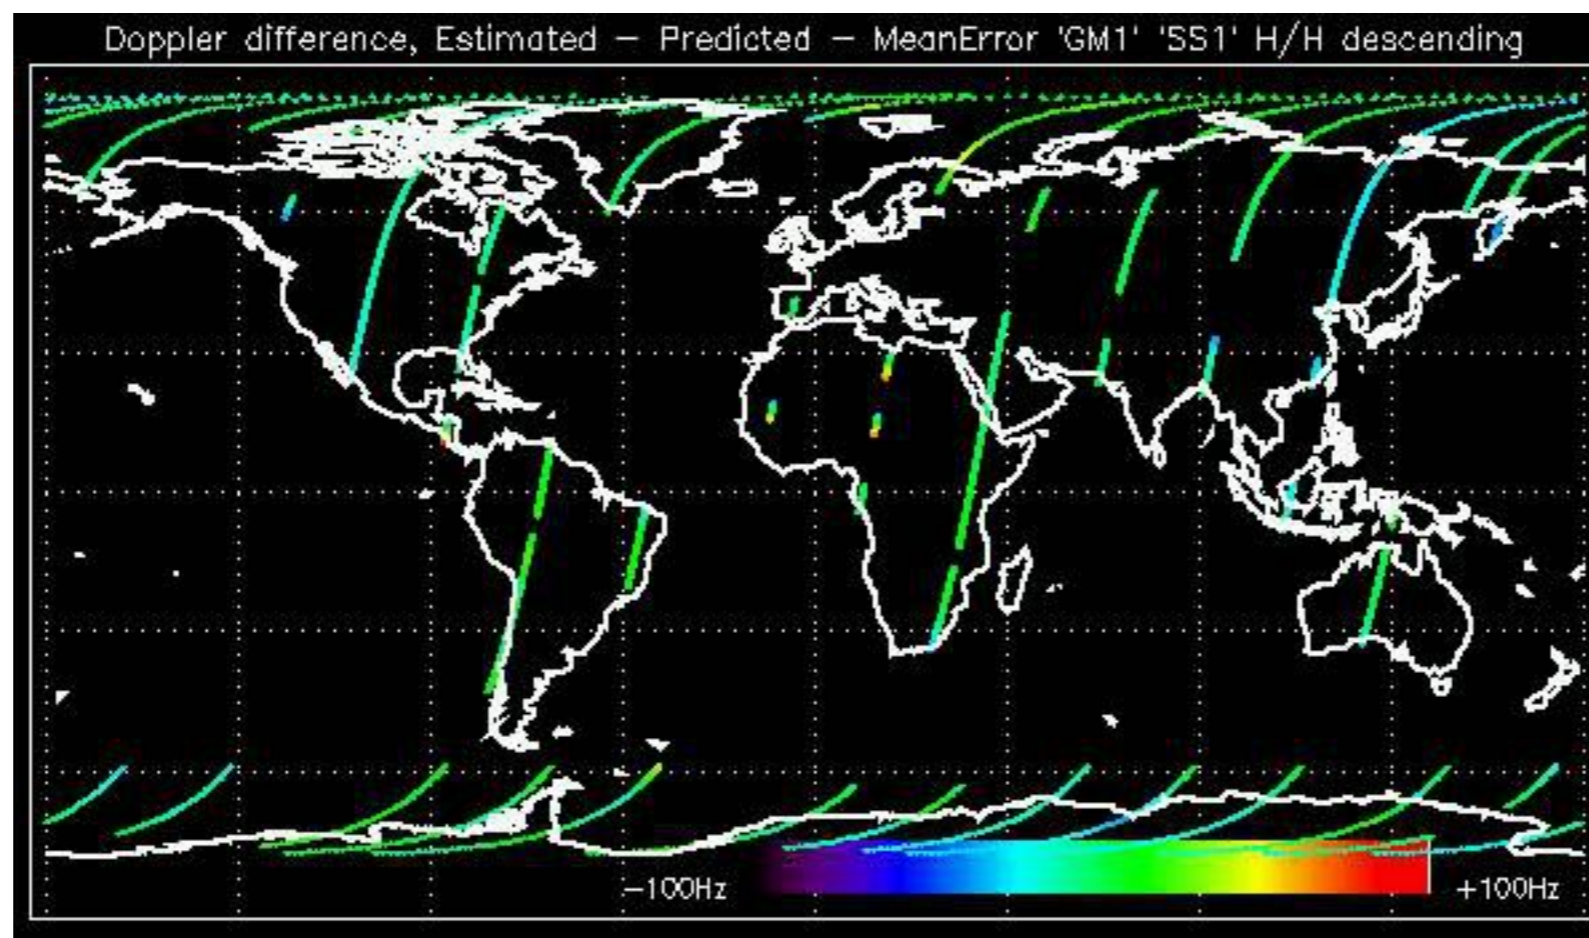 Doppler difference, Estimated – Predicted – MeanError 'GM1' 'SS1' H/H descending
−100Hz +100Hz